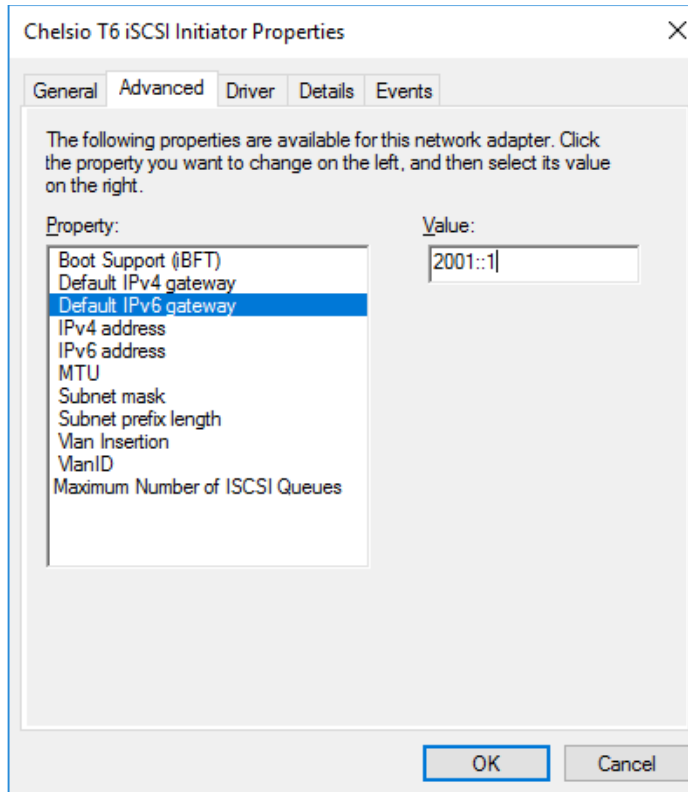 Chelsio T6 iSCSI Initiator Properties
General Advanced Driver Details Events
The following properties are available for this network adapter. Click
the property you want to change on the left, and then select its value
on the right.
Property: Value:
Boot Support (iBFT) 2001::1
Default IPv4 gateway
Default IPv6 gateway
IPv4 address
IPv6 address
MTU
Subnet mask
Subnet prefix length
Vlan Insertion
VlanID
Maximum Number of ISCSI Queues
OK Cancel